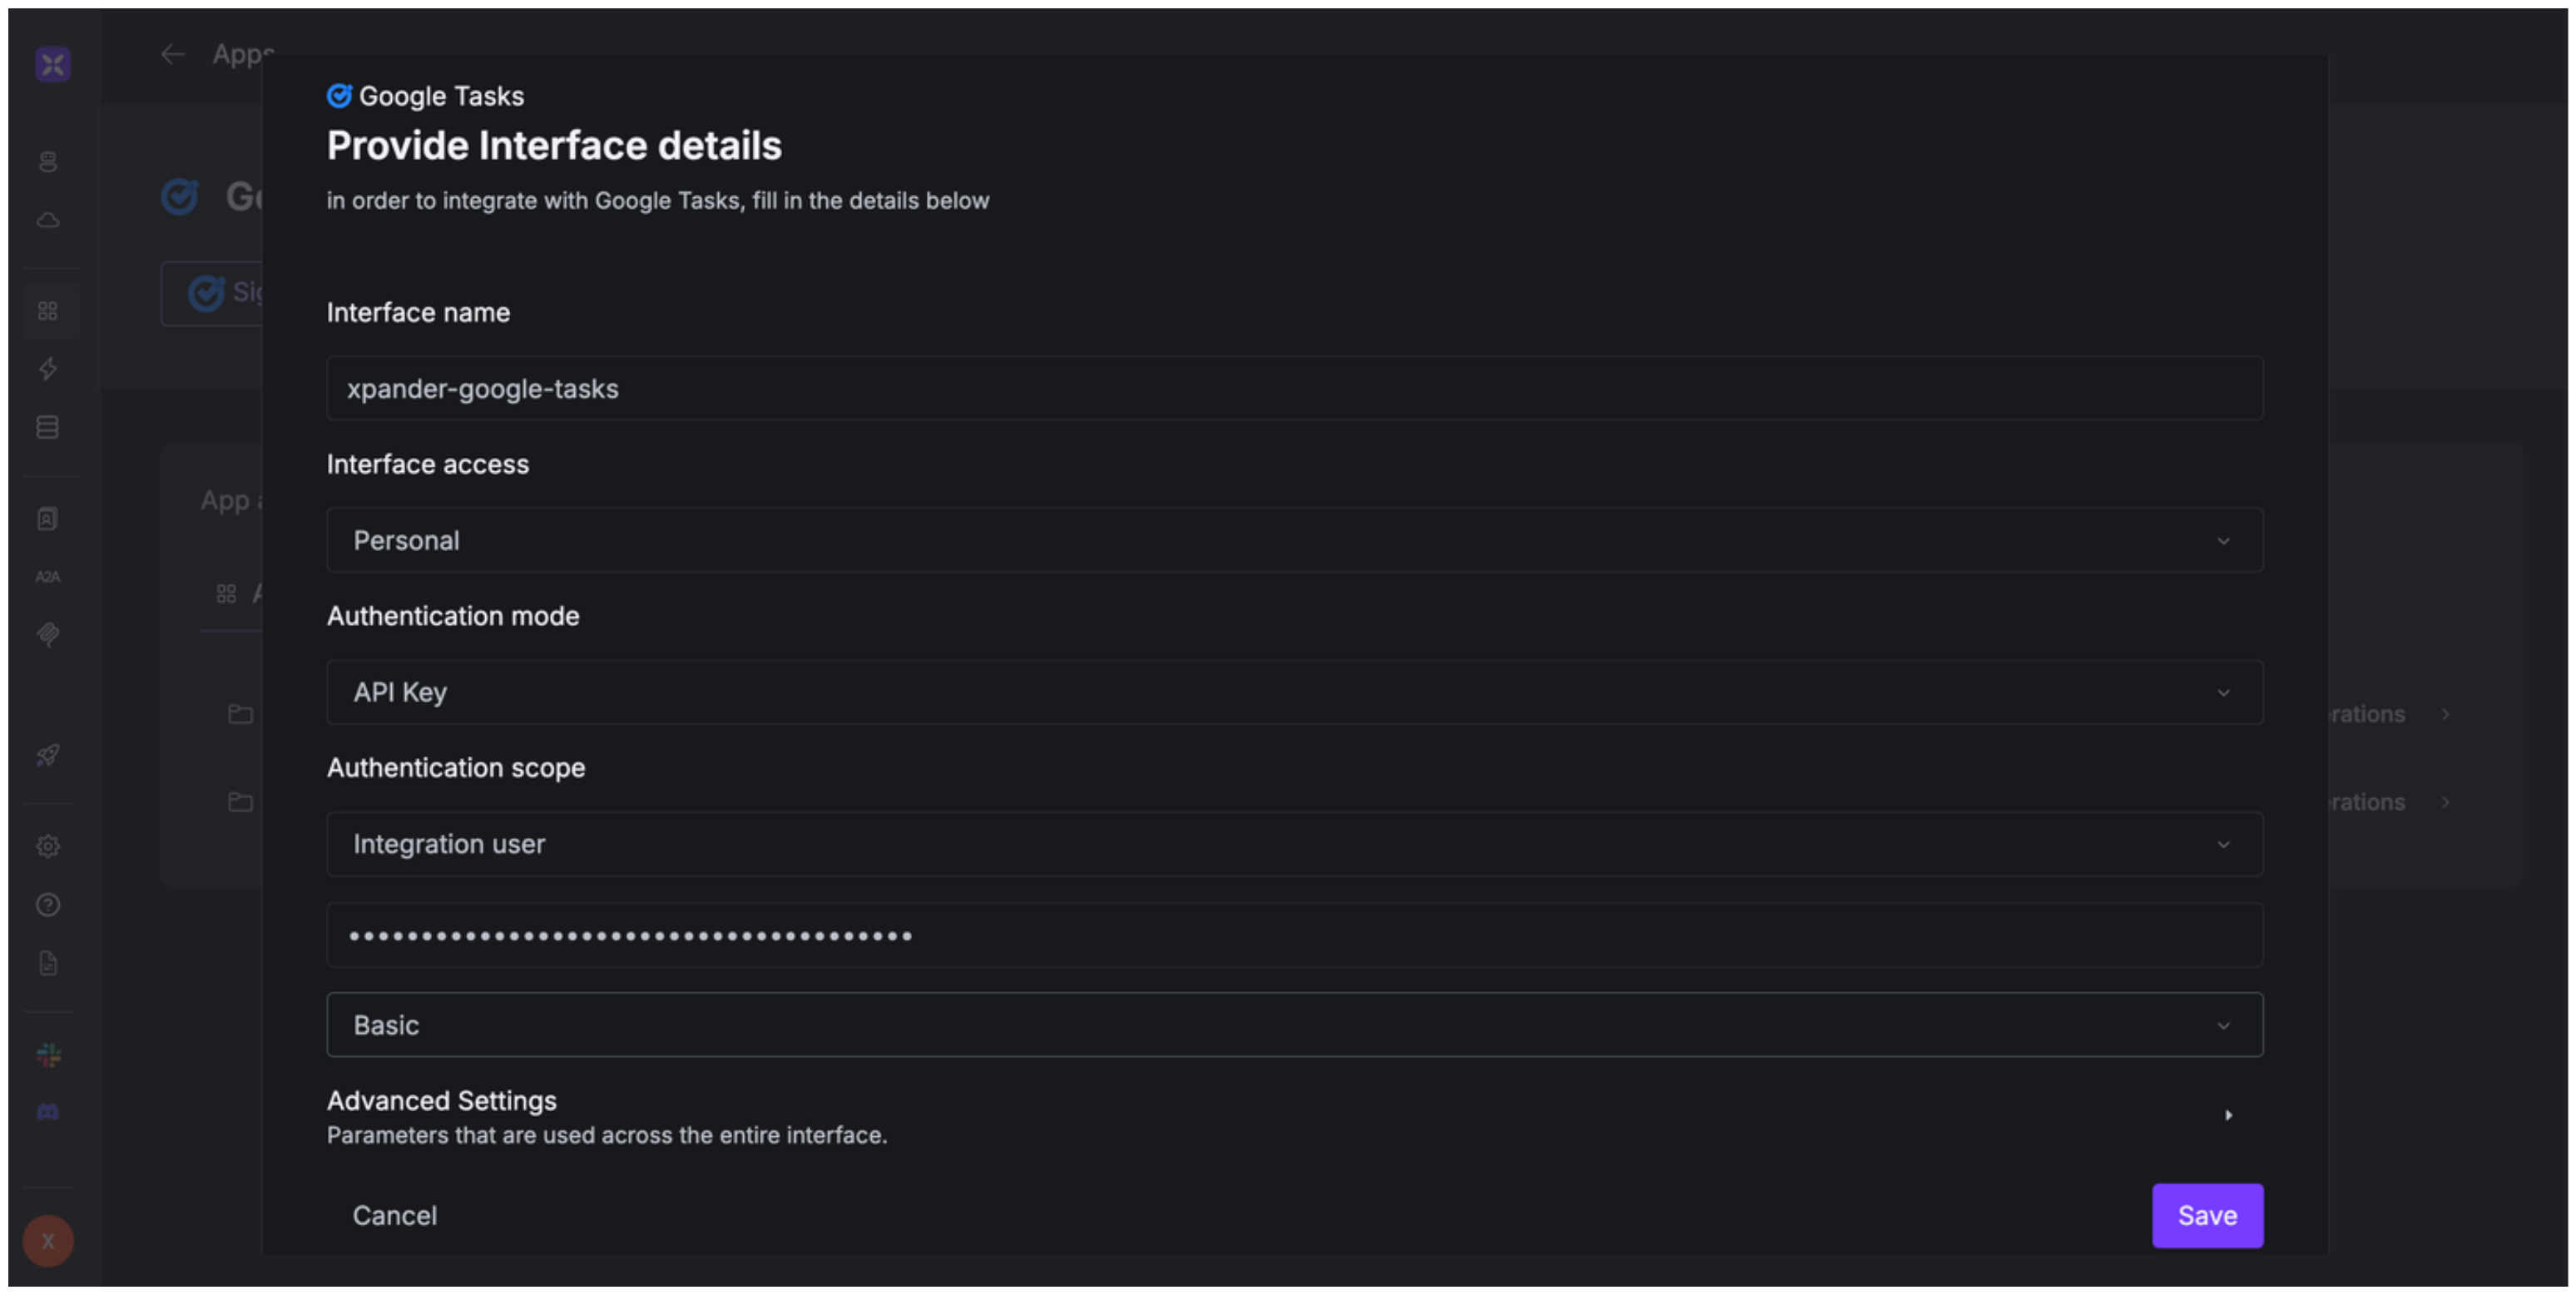 Apps
Google Tasks
Provide Interface details
in order to integrate with Google Tasks, fill in the details below
Interface name
xpander-google-tasks
Interface access
Personal
App
Authentication mode
A2A
API Key
Authentication scope
Integration user
Basic
Advanced Settings
Parameters that are used across the entire interface.
Cancel
Save
X